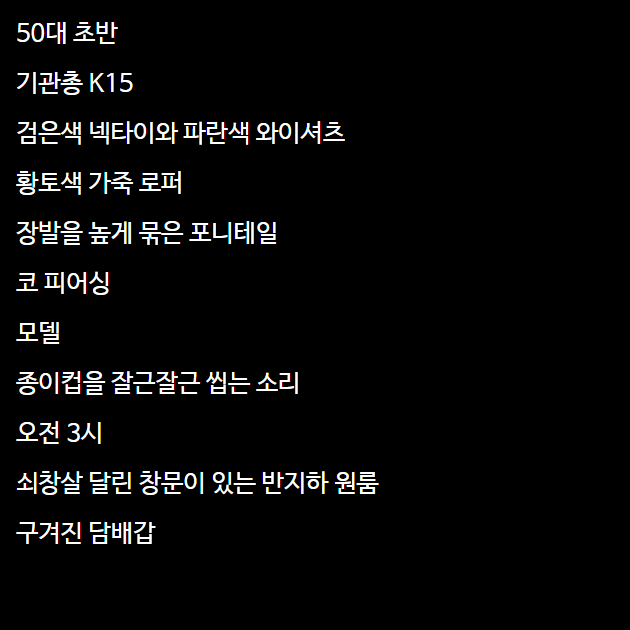 50대 초반
기관총 K15
검은색 넥타이와 파란색 와이셔츠
황토색 가죽 로퍼
장발을 높게 묶은 포니테일
코 피어싱
모델
종이컵을 잘근잘근 씹는 소리
오전 3시
쇠창살 달린 창문이 있는 반지하 원룸
구겨진 담배갑